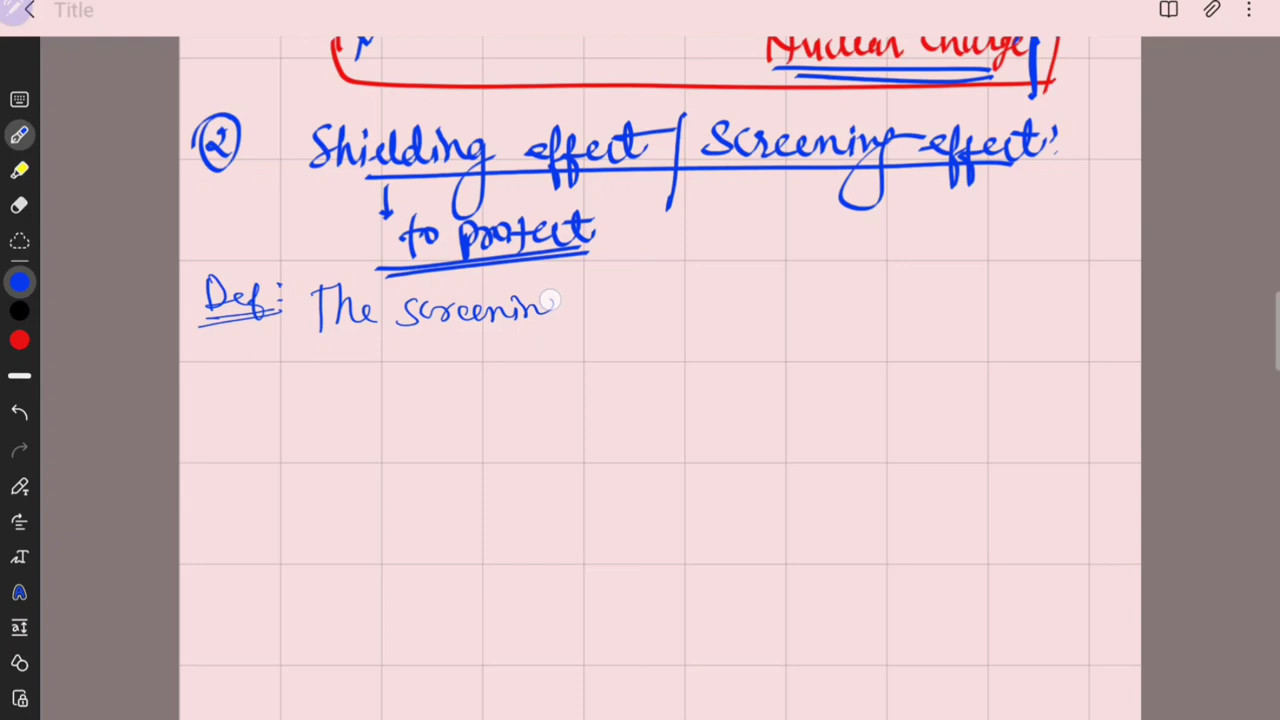 Title
Nuclear Charge
② Shielding effect / Screening effect:
↓
to protect
Def: The screenin